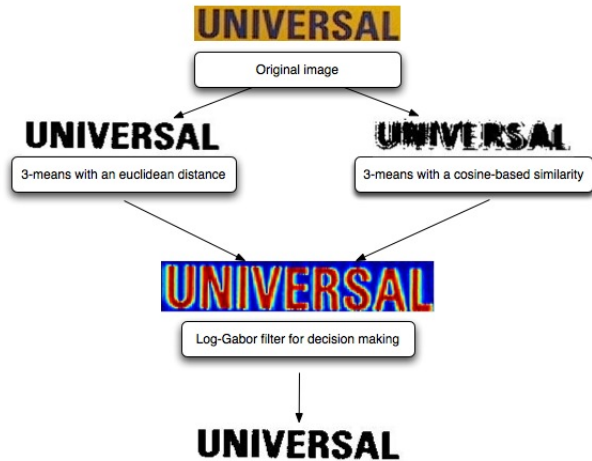 UNIVERSAL
Original image
UNIVERSAL UNIVERSAL
3-means with an euclidean distance 3-means with a cosine-based similarity
UNIVERSAL
Log-Gabor filter for decision making
UNIVERSAL